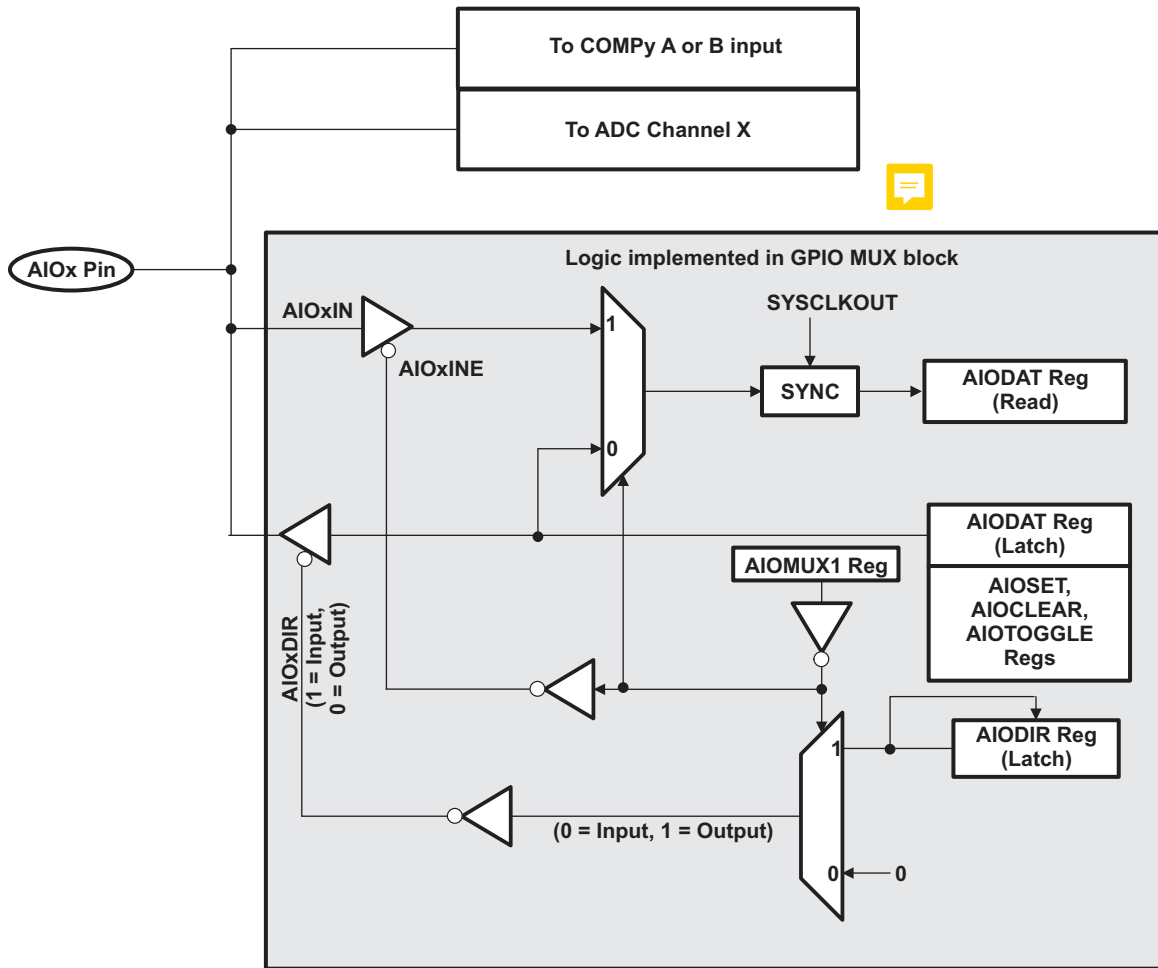 To COMPy A or B input
To ADC Channel X
AIOx Pin
Logic implemented in GPIO MUX block
SYSCLKOUT
AIOxIN
1
AIOxINE
SYNC
AIODAT Reg
(Read)
0
AIODAT Reg
(Latch)
AIOMUX1 Reg
AIOSET,
AIOCLEAR,
AIOTOGGLE
Regs
AIOxDIR
(1 = Input,
0 = Output)
1
AIODIR Reg
(Latch)
(0 = Input, 1 = Output)
0
0